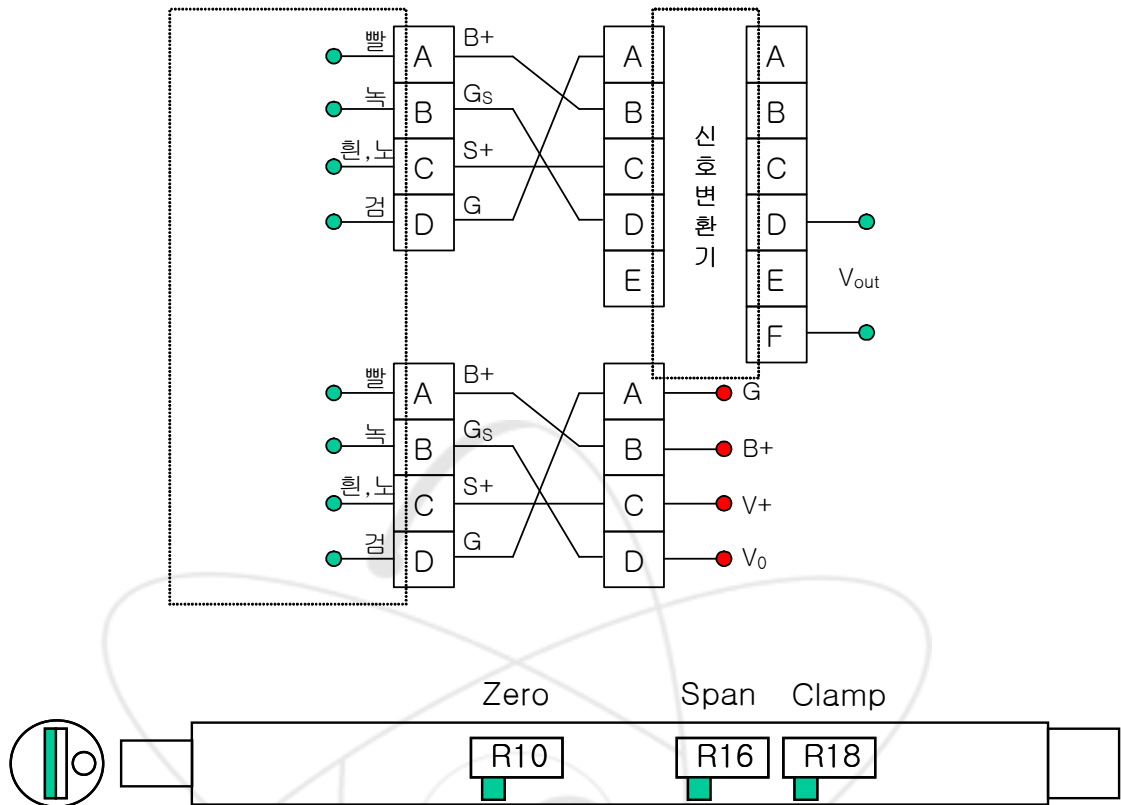 빨 A B+ A A
녹 B Gs B B
흰,노 C S+ C C
검 D G D D
E E Vout
F
신호변환기
빨 A B+ A G
녹 B Gs B B+
흰,노 C S+ C V+
검 D G D V0
Zero Span Clamp
R10 R16 R18